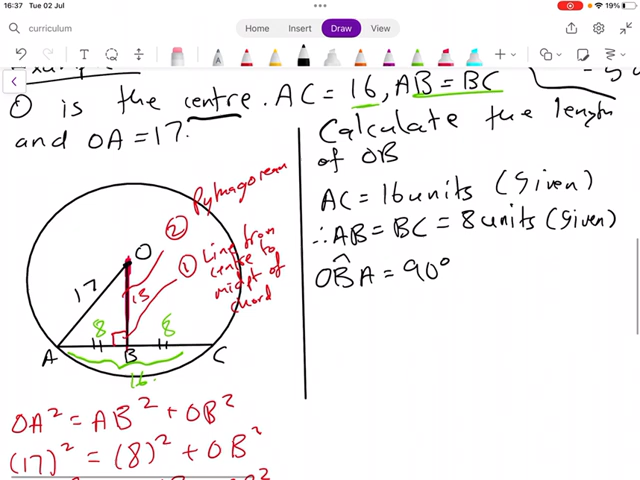 16:37 Tue 02 Jul
19%
curriculum
Home Insert Draw View
Example
O is the centre. AC = 16, AB = BC
and OA = 17.
Calculate the length
of OB
AC = 16 units (Given)
∴ AB = BC = 8 units (Given)
OB̂A = 90°
② Pythagorean
① Line from
centre to
midpt of
chord
O
17
15
8 8
A B C
16
OA² = AB² + OB²
(17)² = (8)² + OB²